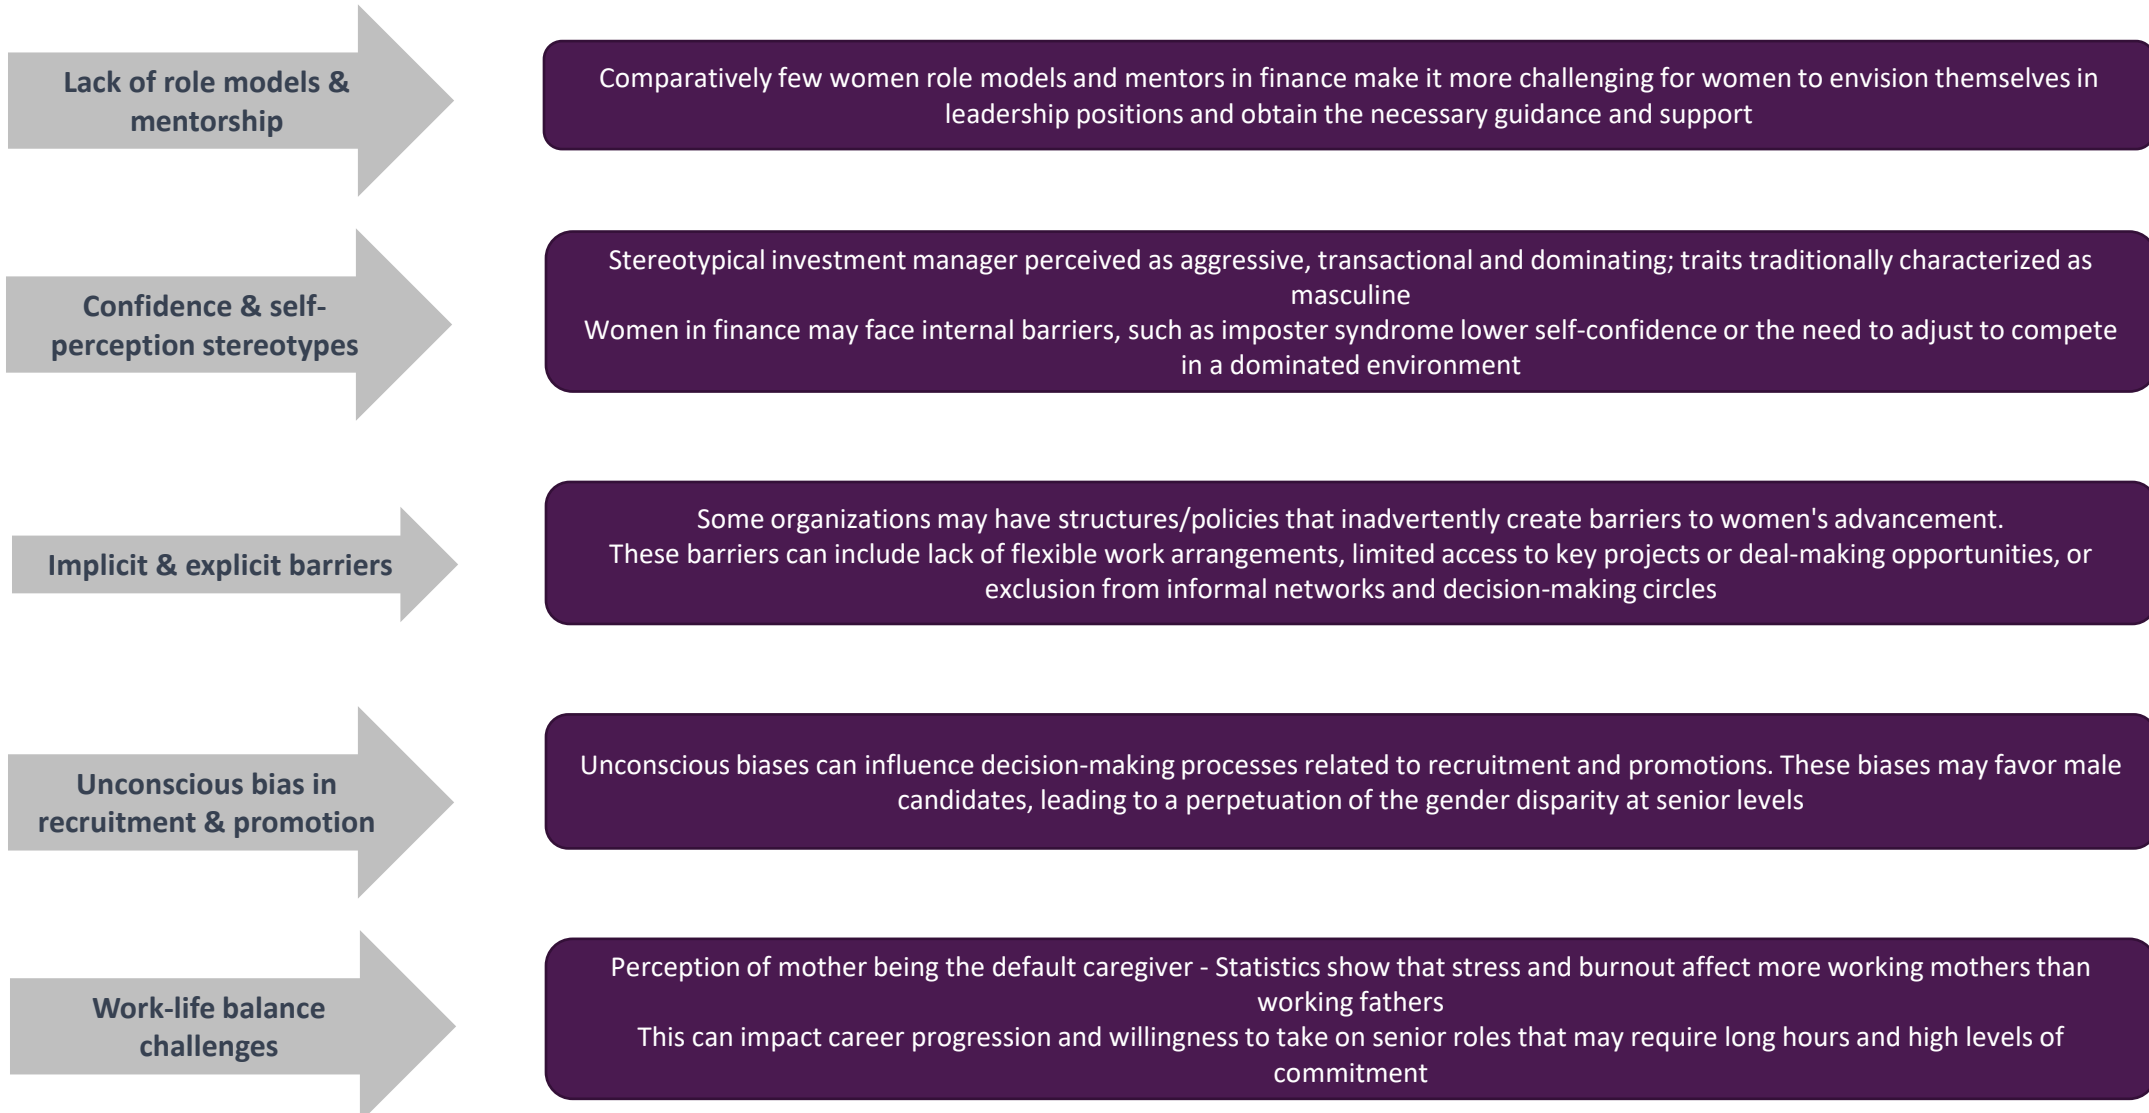 Lack of role models &
mentorship
Comparatively few women role models and mentors in finance make it more challenging for women to envision themselves in
leadership positions and obtain the necessary guidance and support
Confidence & self-
perception stereotypes
Stereotypical investment manager perceived as aggressive, transactional and dominating; traits traditionally characterized as
masculine
Women in finance may face internal barriers, such as imposter syndrome lower self-confidence or the need to adjust to compete
in a dominated environment
Implicit & explicit barriers
Some organizations may have structures/policies that inadvertently create barriers to women's advancement.
These barriers can include lack of flexible work arrangements, limited access to key projects or deal-making opportunities, or
exclusion from informal networks and decision-making circles
Unconscious bias in
recruitment & promotion
Unconscious biases can influence decision-making processes related to recruitment and promotions. These biases may favor male
candidates, leading to a perpetuation of the gender disparity at senior levels
Work-life balance
challenges
Perception of mother being the default caregiver - Statistics show that stress and burnout affect more working mothers than
working fathers
This can impact career progression and willingness to take on senior roles that may require long hours and high levels of
commitment